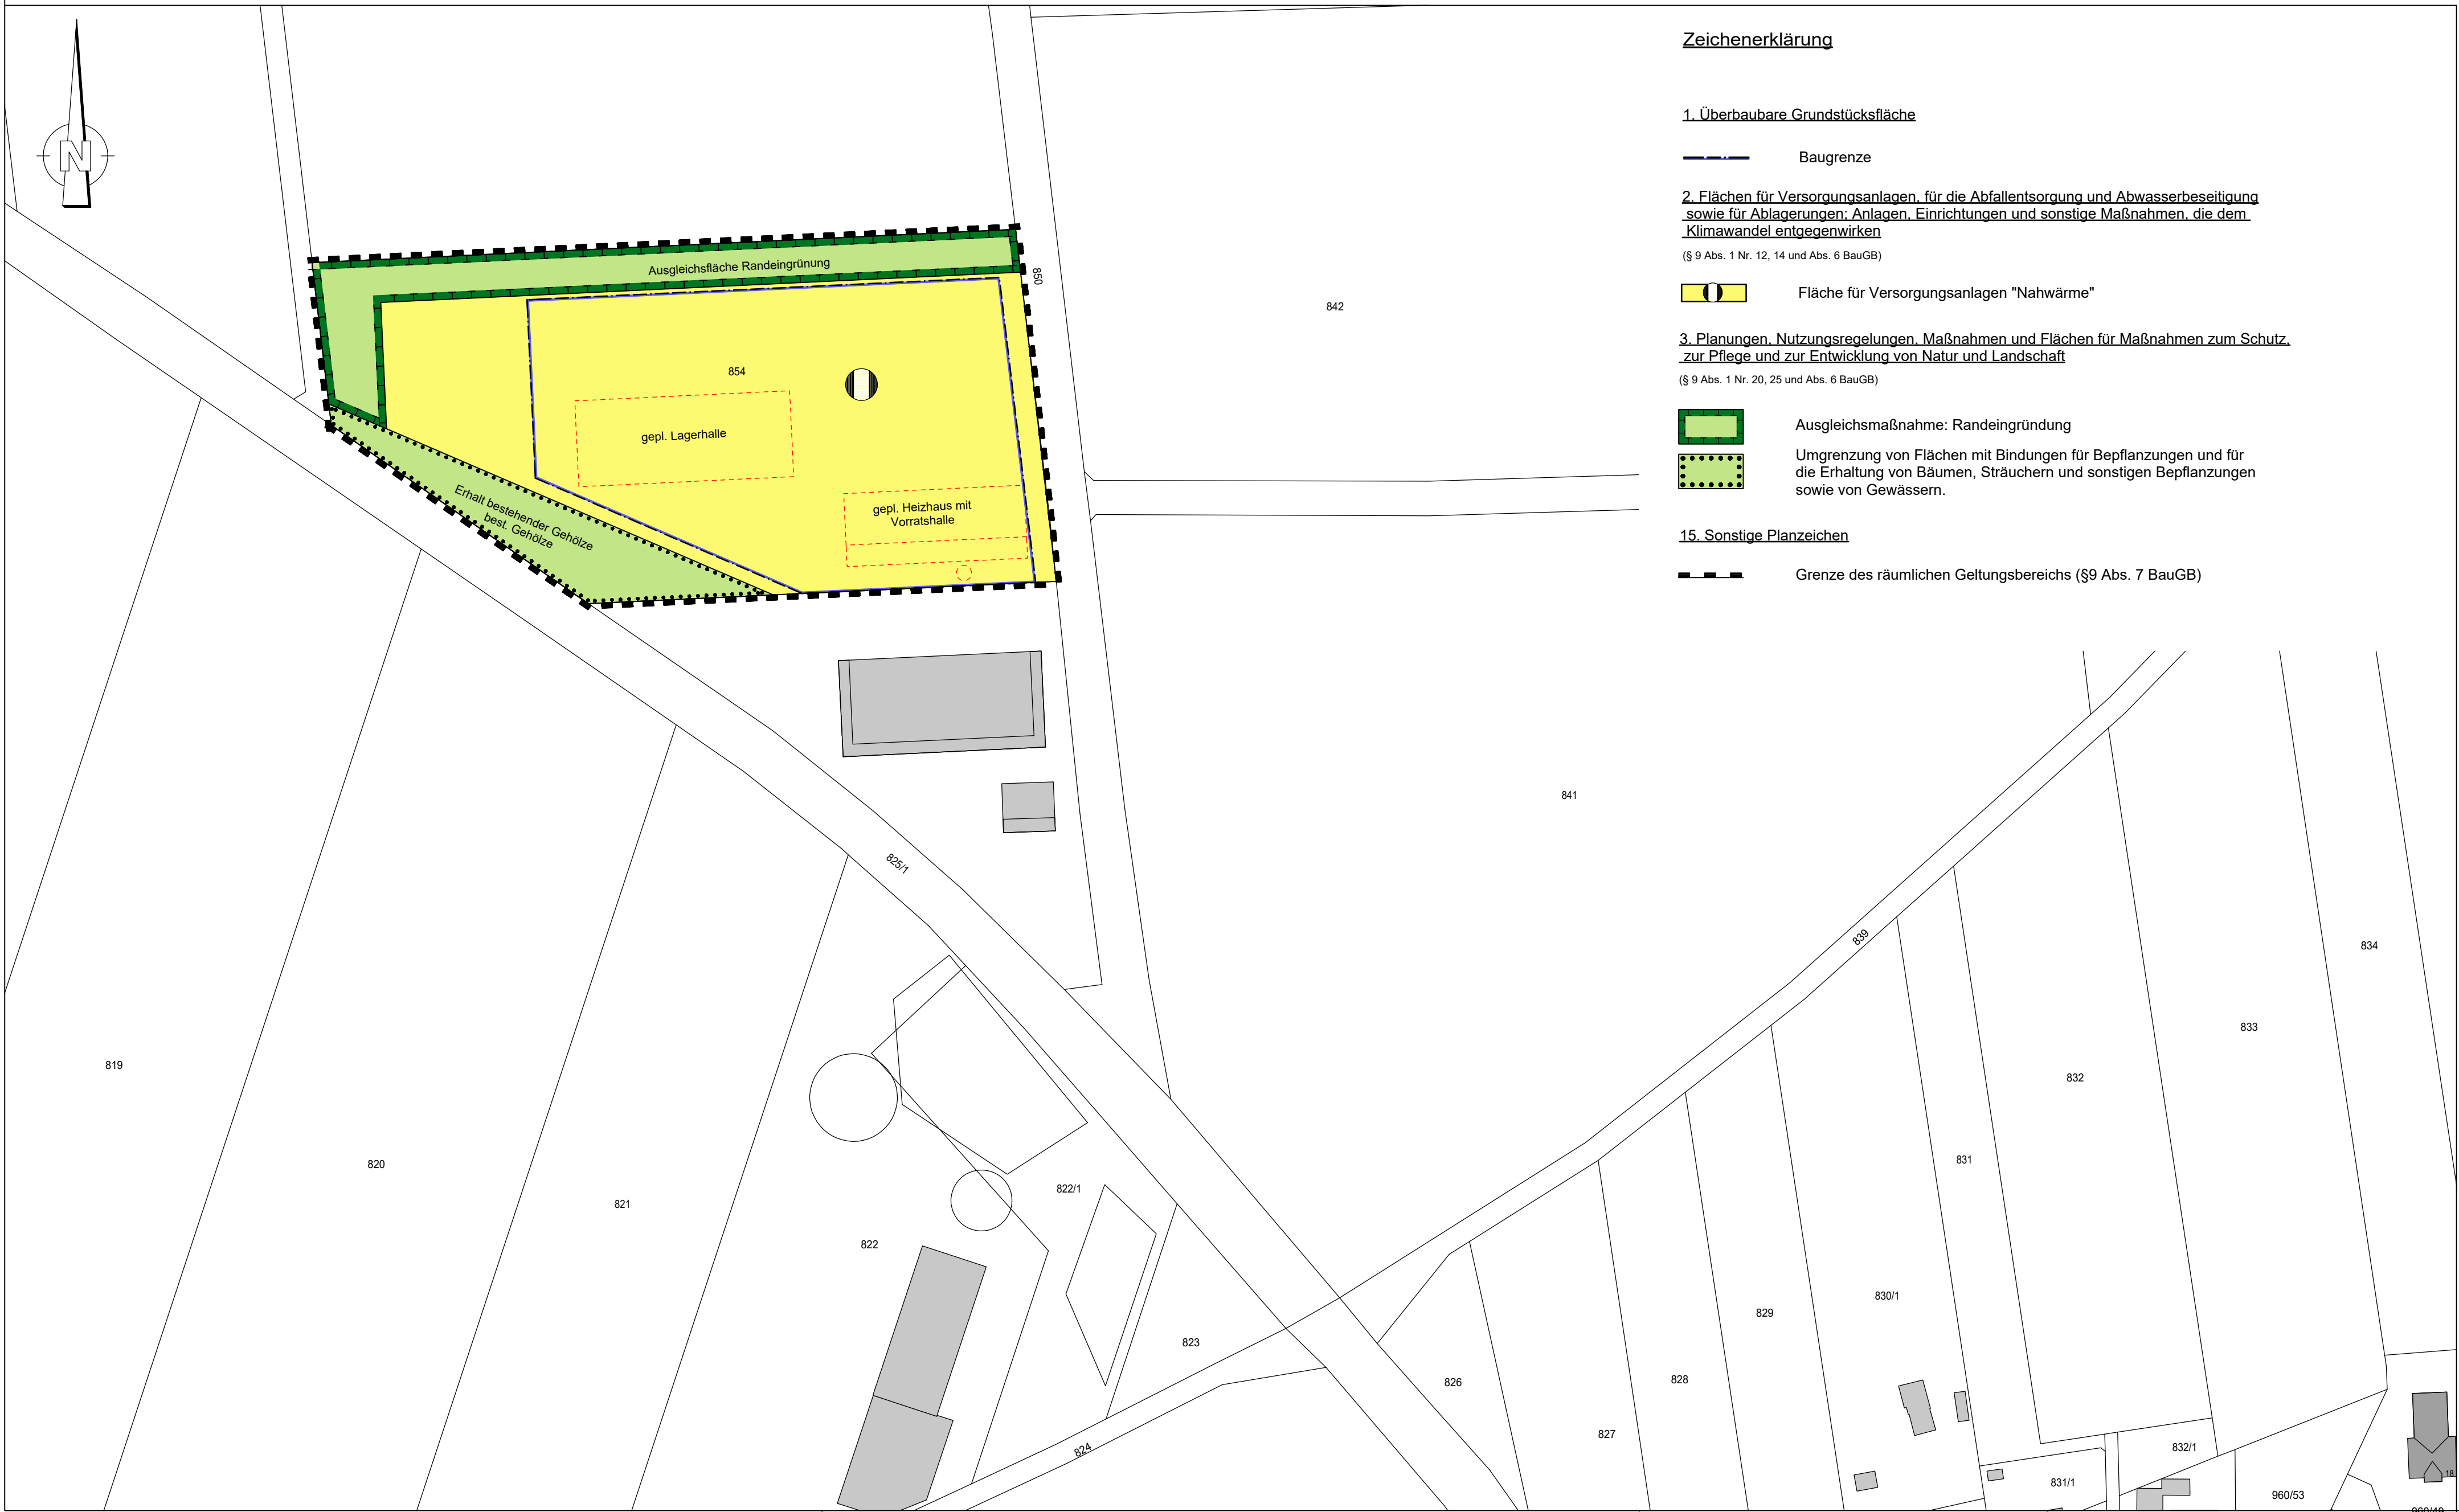 N
Ausgleichsfläche Randeingrünung
850
842
854
gepl. Lagerhalle
gepl. Heizhaus mit
Vorratshalle
Erhalt bestehender Gehölze
best. Gehölze
Zeichenerklärung
1. Überbaubare Grundstücksfläche
Baugrenze
2. Flächen für Versorgungsanlagen, für die Abfallentsorgung und Abwasserbeseitigung
sowie für Ablagerungen; Anlagen, Einrichtungen und sonstige Maßnahmen, die dem
Klimawandel entgegenwirken
(§ 9 Abs. 1 Nr. 12, 14 und Abs. 6 BauGB)
Fläche für Versorgungsanlagen "Nahwärme"
3. Planungen, Nutzungsregelungen, Maßnahmen und Flächen für Maßnahmen zum Schutz,
zur Pflege und zur Entwicklung von Natur und Landschaft
(§ 9 Abs. 1 Nr. 20, 25 und Abs. 6 BauGB)
Ausgleichsmaßnahme: Randeingründung
Umgrenzung von Flächen mit Bindungen für Bepflanzungen und für
die Erhaltung von Bäumen, Sträuchern und sonstigen Bepflanzungen
sowie von Gewässern.
15. Sonstige Planzeichen
Grenze des räumlichen Geltungsbereichs (§9 Abs. 7 BauGB)
841
825/1
839
834
833
832
831
819
820
821
822
822/1
823
824
830/1
829
828
826
827
832/1
831/1
960/53
18